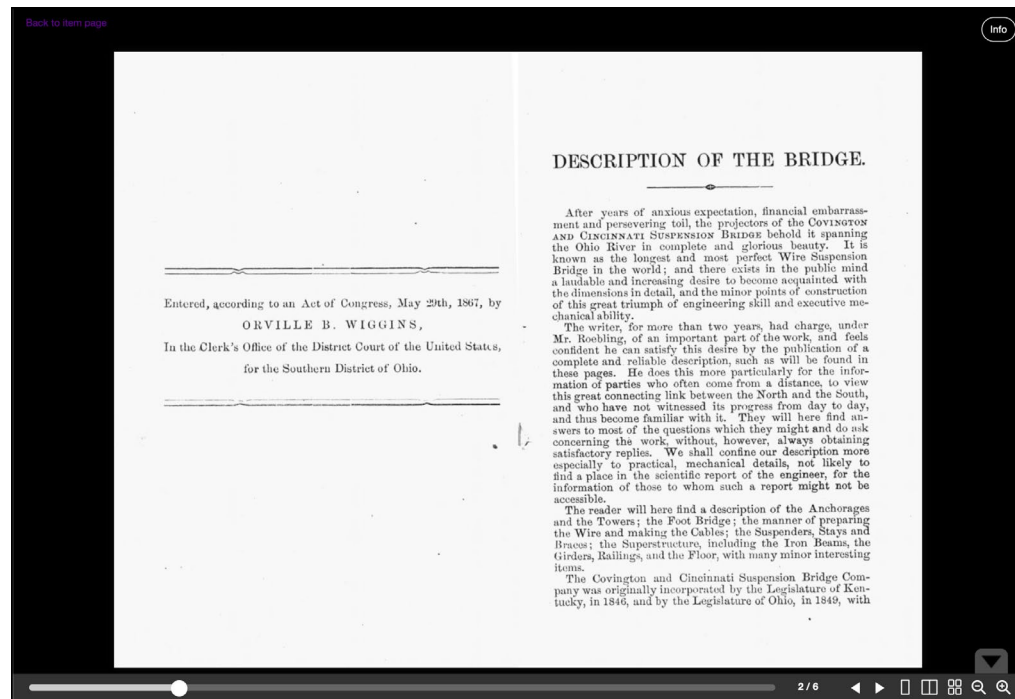 Back to item page
Info
Entered, according to an Act of Congress, May 29th, 1867, by
ORVILLE B. WIGGINS,
In the Clerk's Office of the District Court of the United States,
for the Southern District of Ohio.
DESCRIPTION OF THE BRIDGE.
After years of anxious expectation, financial embarrass-
ment and persevering toil, the projectors of the COVINGTON
AND CINCINNATI SUSPENSION BRIDGE behold it spanning
the Ohio River in complete and glorious beauty. It is
known as the longest and most perfect Wire Suspension
Bridge in the world; and there exists in the public mind
a laudable and increasing desire to become acquainted with
the dimensions in detail, and the minor points of construction
of this great triumph of engineering skill and executive me-
chanical ability.
The writer, for more than two years, had charge, under
Mr. Roebling, of an important part of the work, and feels
confident he can satisfy this desire by the publication of a
complete and reliable description, such as will be found in
these pages. He does this more particularly for the infor-
mation of parties who often come from a distance, to view
this great connecting link between the North and the South,
and who have not witnessed its progress from day to day,
and thus become familiar with it. They will here find an-
swers to most of the questions which they might and do ask
concerning the work, without, however, always obtaining
satisfactory replies. We shall confine our description more
especially to practical, mechanical details, not likely to
find a place in the scientific report of the engineer, for the
information of those to whom such a report might not be
accessible.
The reader will here find a description of the Anchorages
and the Towers; the Foot Bridge; the manner of preparing
the Wire and making the Cables; the Suspenders, Stays and
Braces; the Superstructure, including the Iron Beams, the
Girders, Railings, and the Floor, with many minor interesting
items.
The Covington and Cincinnati Suspension Bridge Com-
pany was originally incorporated by the Legislature of Ken-
tucky, in 1846, and by the Legislature of Ohio, in 1849, with
2/6